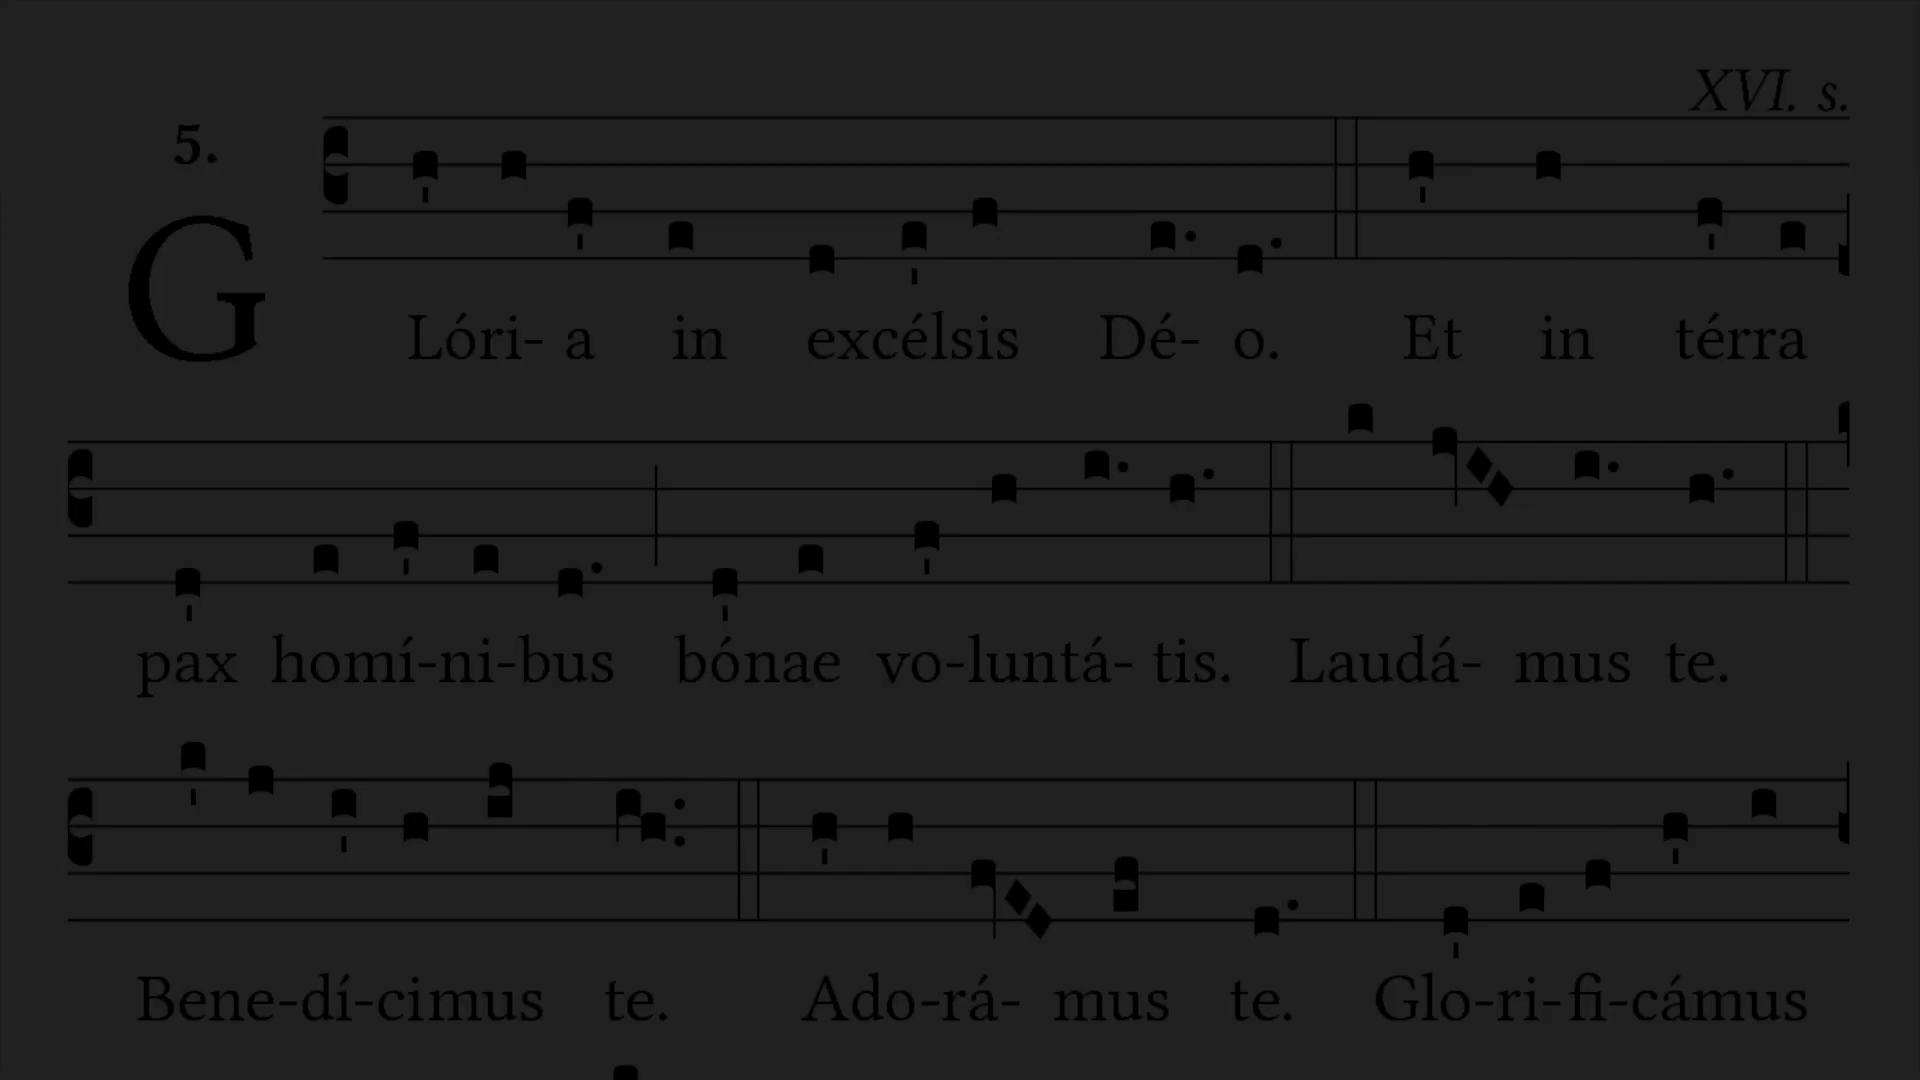 XVI. s.
5.
GLóri- a in excélsis Dé- o. Et in térra
pax homí-ni-bus bónae vo-luntá- tis. Laudá- mus te.
Bene-dí-cimus te. Ado-rá- mus te. Glo-ri-fi-cámus